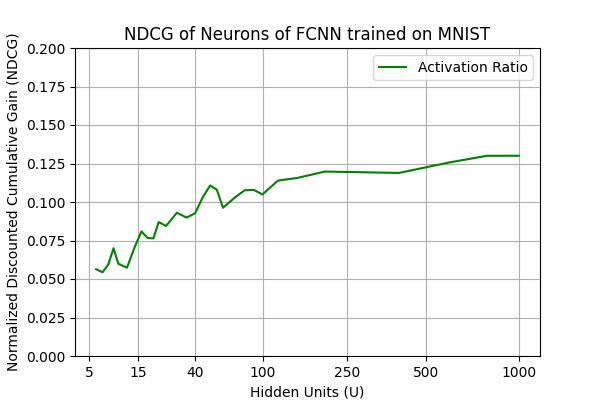 NDCG of Neurons of FCNN trained on MNIST
Normalized Discounted Cumulative Gain (NDCG)
0.200
0.175
0.150
0.125
0.100
0.075
0.050
0.025
0.000
Activation Ratio
5 15 40 100 250 500 1000
Hidden Units (U)